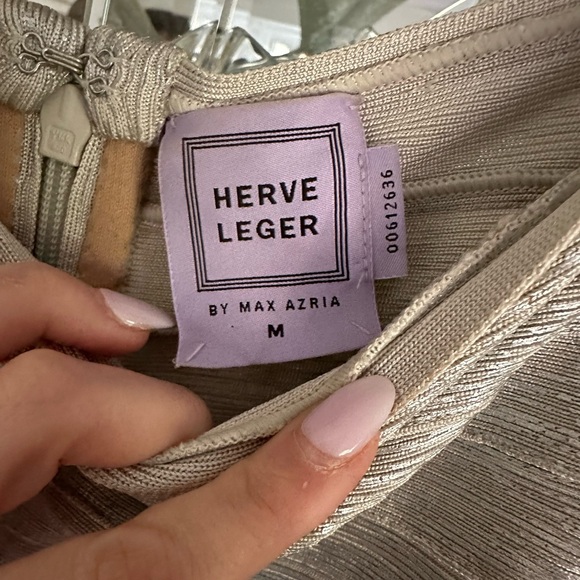 HERVE
LEGER
BY MAX AZRIA
M
00612636